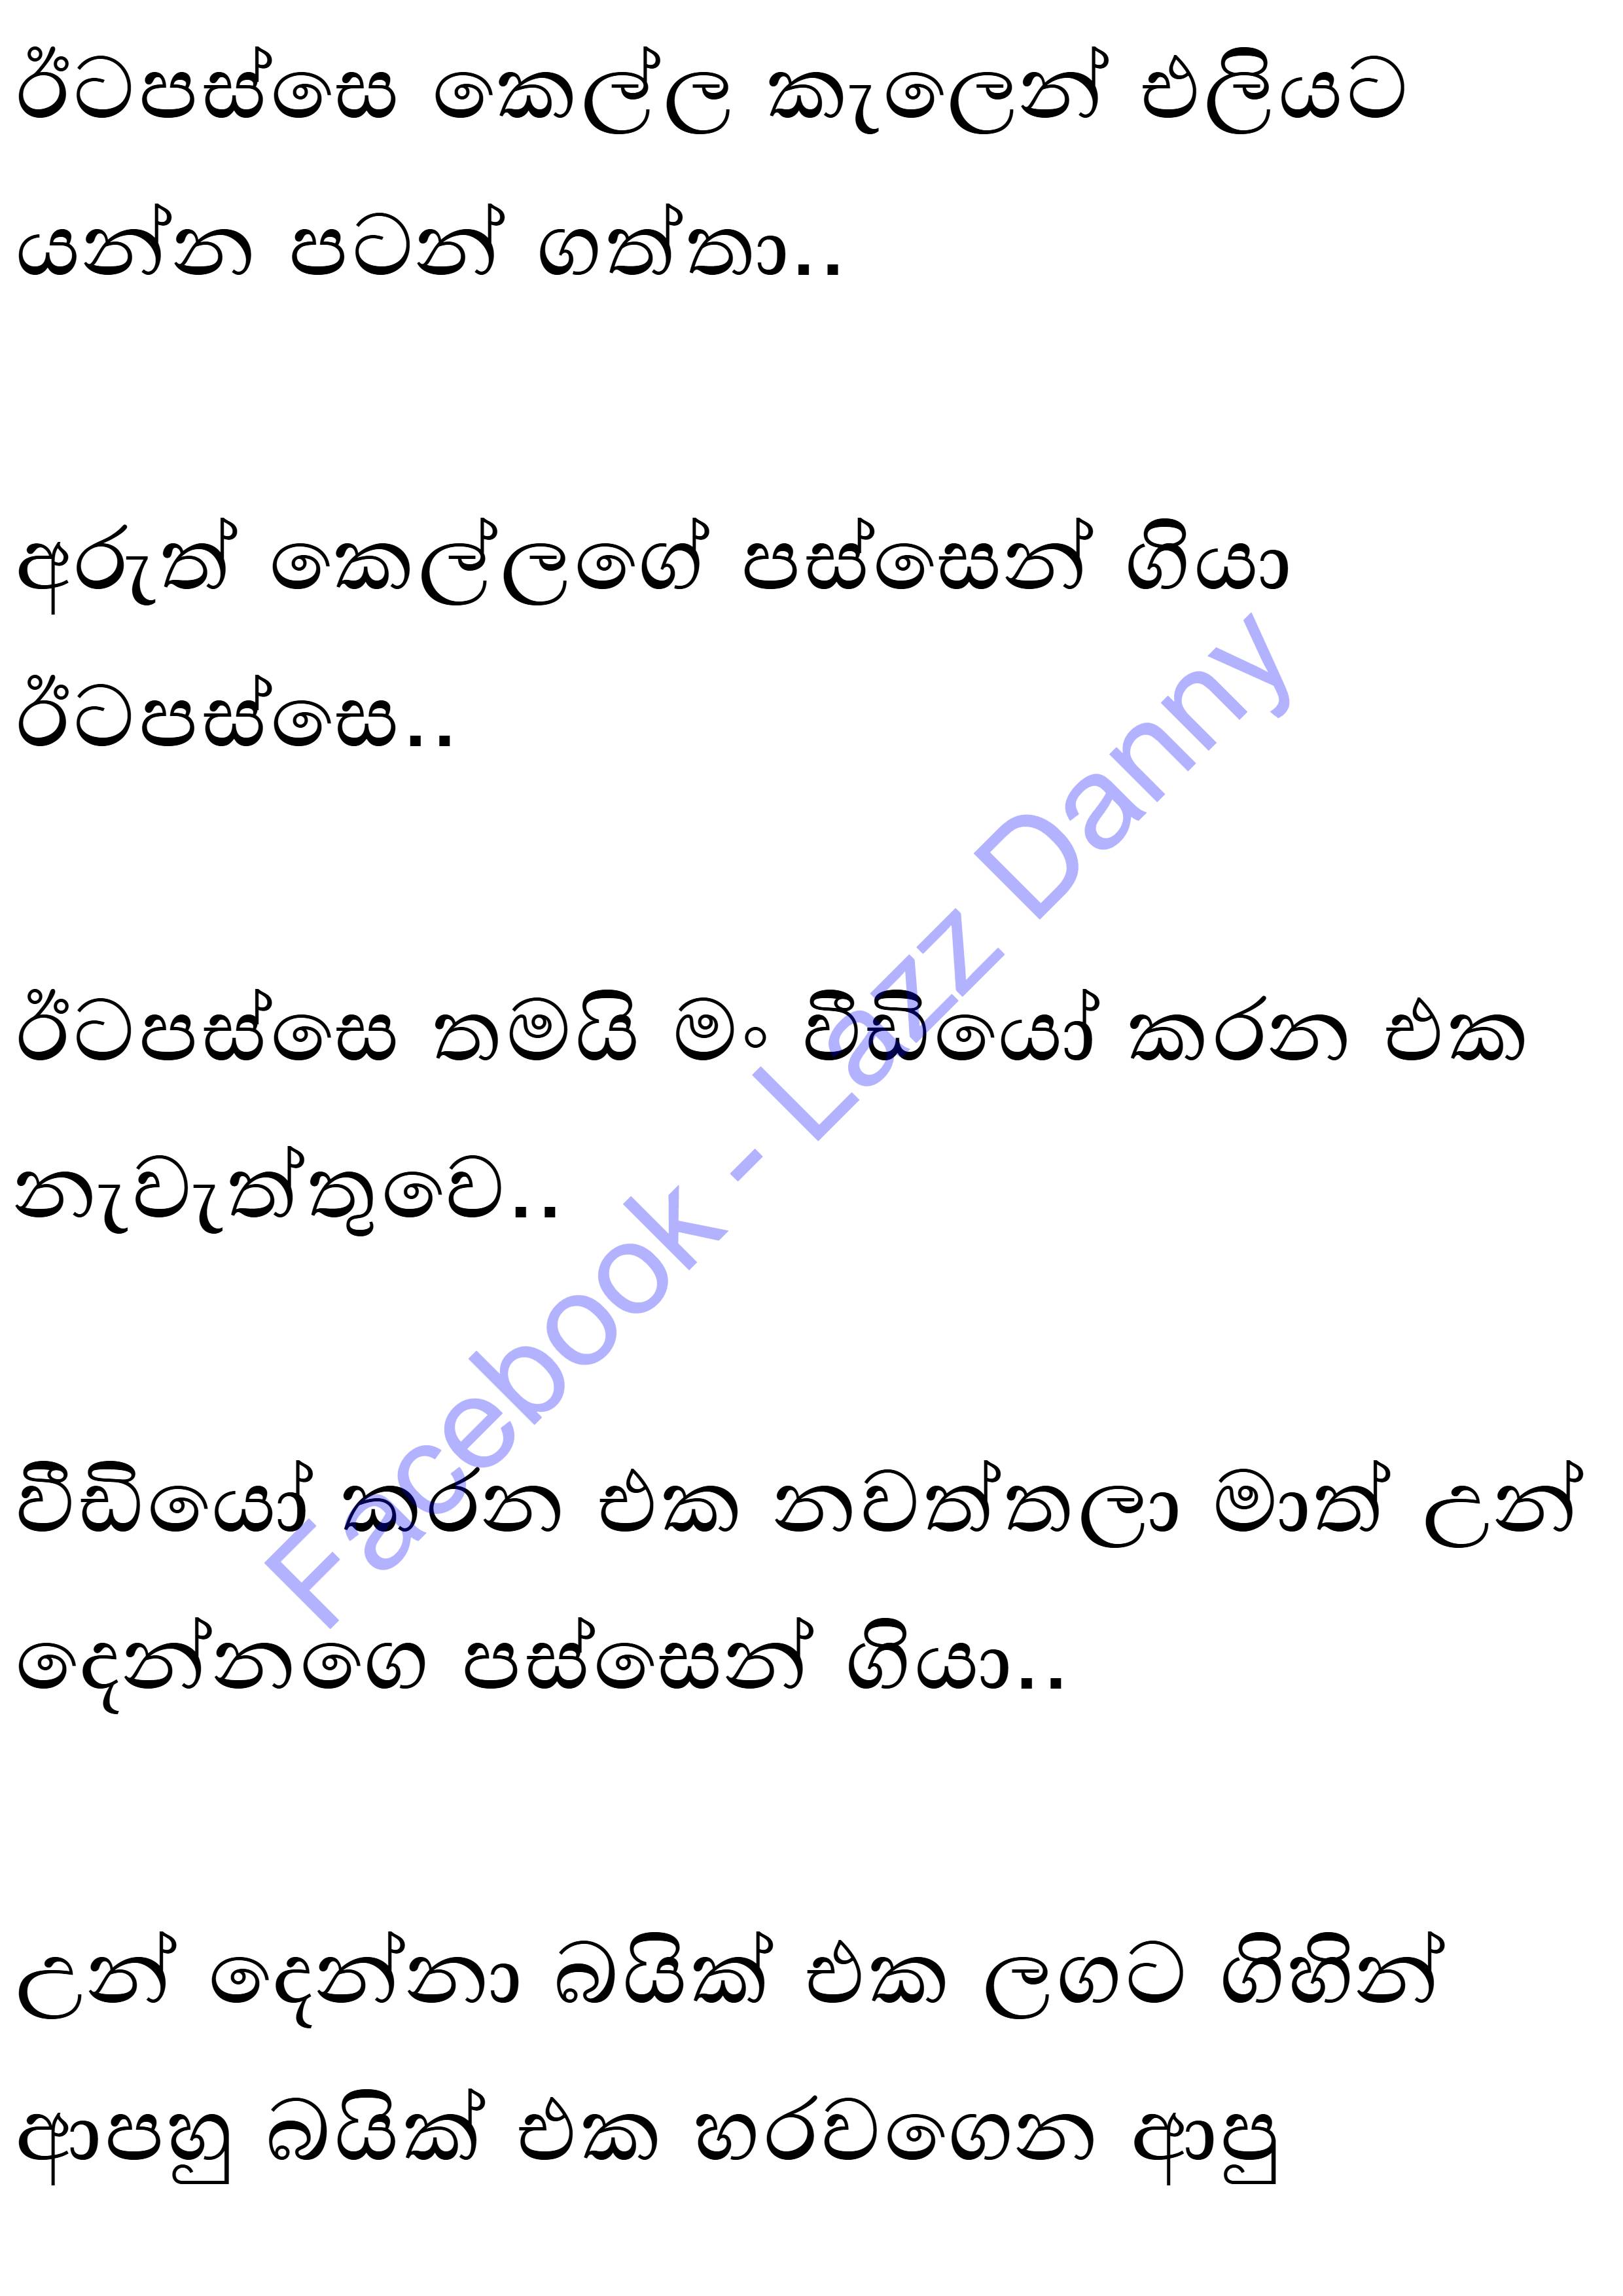 ඊටපස්සෙ කෙල්ල කැලෙන් එලියට
යන්න පටන් ගත්තා..
අරුත් කෙල්ලගේ පස්සෙන් ගියා
ඊටපස්සෙ..
ඊටපස්සෙ තමයි මං වීඩියෝ කරන එක
නැවැත්තුවෙ..
වීඩියෝ කරන එක නවත්තලා මාත් උන්
දෙන්නගෙ පස්සෙන් ගියා..
උන් දෙන්නා බයික් එක ලගට ගිහින්
ආපහු බයික් එක හරවගෙන ආපු
Facebook - Lazz Danny